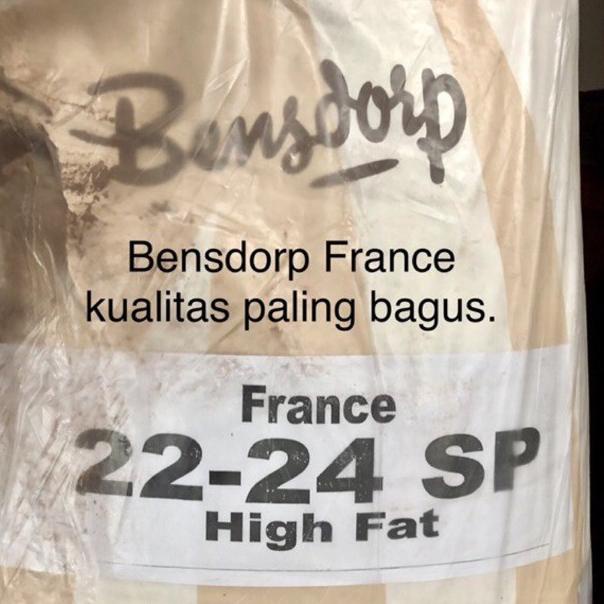 Bensdorp
Bensdorp France
kualitas paling bagus.
France
22-24 SP
High Fat